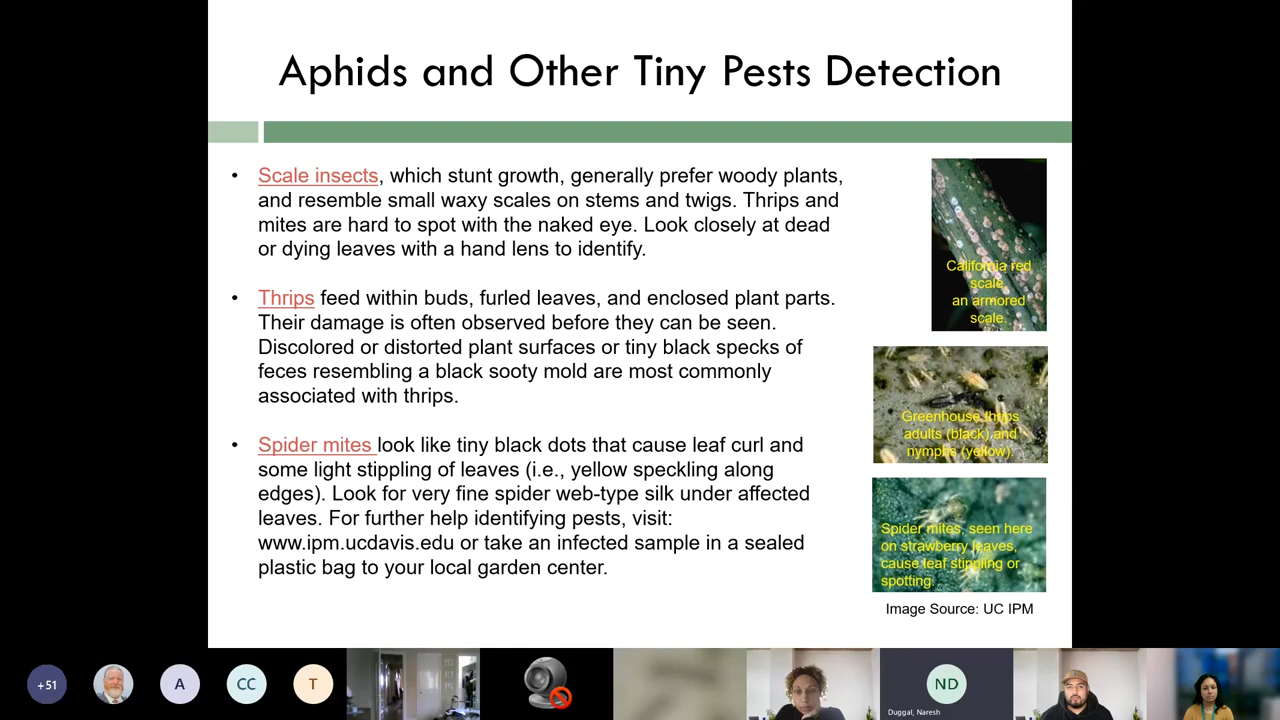 Aphids and Other Tiny Pests Detection
• Scale insects, which stunt growth, generally prefer woody plants,
and resemble small waxy scales on stems and twigs. Thrips and
mites are hard to spot with the naked eye. Look closely at dead
or dying leaves with a hand lens to identify.
• Thrips feed within buds, furled leaves, and enclosed plant parts.
Their damage is often observed before they can be seen.
Discolored or distorted plant surfaces or tiny black specks of
feces resembling a black sooty mold are most commonly
associated with thrips.
• Spider mites look like tiny black dots that cause leaf curl and
some light stippling of leaves (i.e., yellow speckling along
edges). Look for very fine spider web-type silk under affected
leaves. For further help identifying pests, visit:
www.ipm.ucdavis.edu or take an infected sample in a sealed
plastic bag to your local garden center.
California red
scale,
an armored
scale.
Greenhouse thrips
adults (black) and
nymphs (yellow).
Spider mites, seen here
on strawberry leaves,
cause leaf stippling or
spotting.
Image Source: UC IPM
+51
A
CC
T
ND
Duggal, Naresh